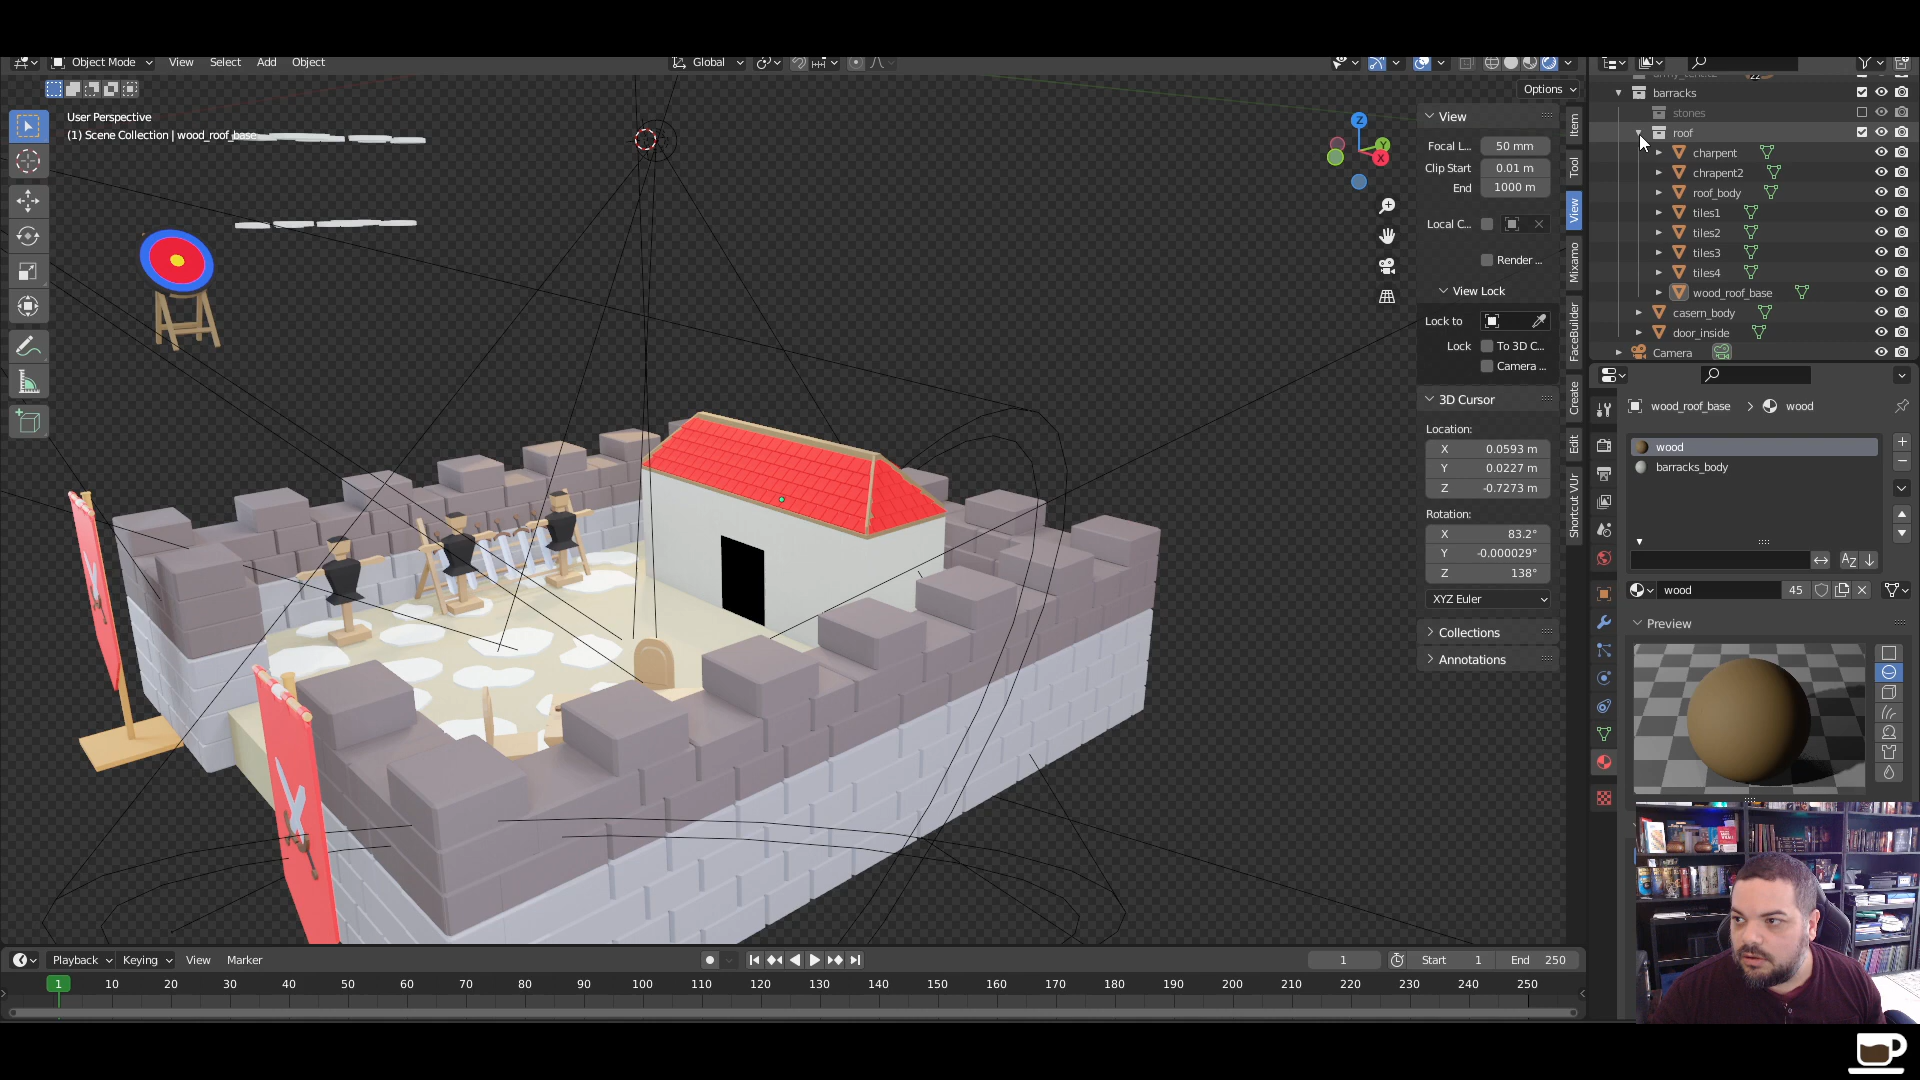 Object Mode View Select Add Object Global
Options
User Perspective
(1) Scene Collection | wood_roof_base
Z
Y
X
View
Focal L... 50 mm
Clip Start 0.01 m
End 1000 m
Local C...
Render ...
View Lock
Lock to
Lock To 3D C...
Camera ...
3D Cursor
Location:
X 0.0593 m
Y 0.0227 m
Z -0.7273 m
Rotation:
X 83.2°
Y -0.000029°
Z 138°
XYZ Euler
Collections
Annotations
Item
Tool
View
Mixamo
FaceBuilder
Create
Edit
Shortcut VUr
22
barracks
stones
roof
charpent
chrapent2
roof_body
tiles1
tiles2
tiles3
tiles4
wood_roof_base
casern_body
door_inside
Camera
wood_roof_base > wood
wood
barracks_body
wood 45
Preview
Playback Keying View Marker 1 Start 1 End 250
1 10 20 30 40 50 60 70 80 90 100 110 120 130 140 150 160 170 180 190 200 210 220 230 240 250